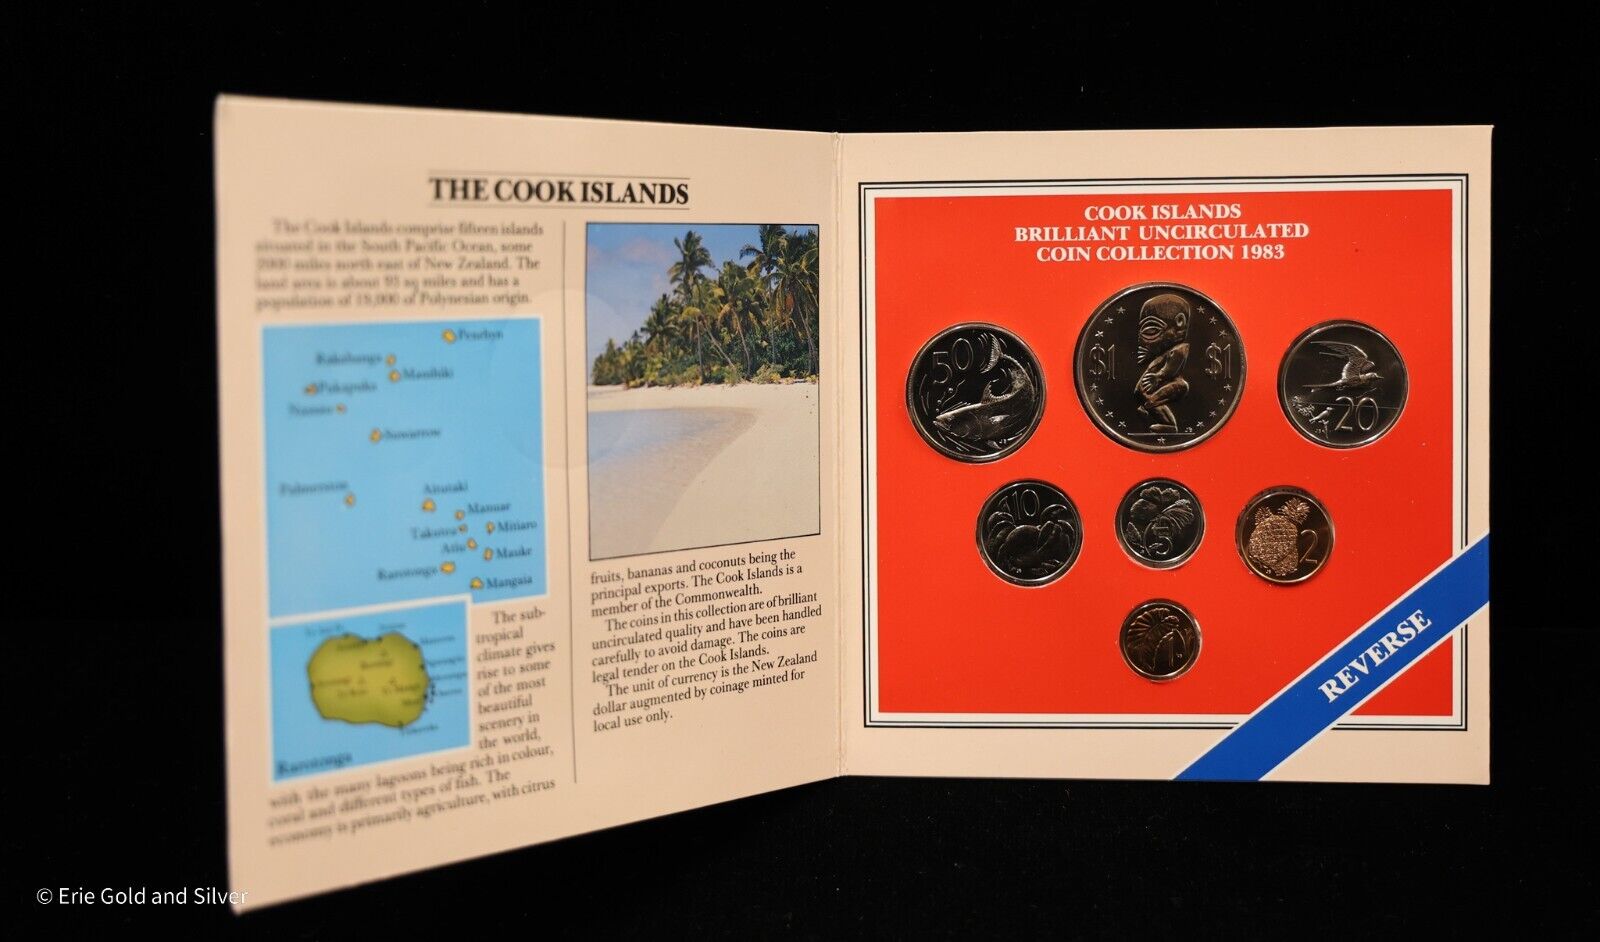 THE COOK ISLANDS
The Cook Islands comprise fifteen islands
situated in the South Pacific Ocean, some
2000 miles north east of New Zealand. The
land area is about 93 sq miles and has a
population of 18,000 of Polynesian origin.
Penrhyn
Rakahanga
Manihiki
Pukapuka
Nassau
Suwarrow
Palmerston
Aitutaki
Manuae
Takutea
Mitiaro
Atiu
Mauke
Rarotonga
Mangaia
Rarotonga
The sub-
tropical
climate gives
rise to some
of the most
beautiful
scenery in
the world,
with the many lagoons being rich in colour,
coral and different types of fish. The
economy is primarily agriculture, with citrus
fruits, bananas and coconuts being the
principal exports. The Cook Islands is a
member of the Commonwealth.
The coins in this collection are of brilliant
uncirculated quality and have been handled
carefully to avoid damage. The coins are
legal tender on the Cook Islands.
The unit of currency is the New Zealand
dollar augmented by coinage minted for
local use only.
COOK ISLANDS
BRILLIANT UNCIRCULATED
COIN COLLECTION 1983
50
$1 $1
20
10
5
2
1
REVERSE
© Erie Gold and Silver